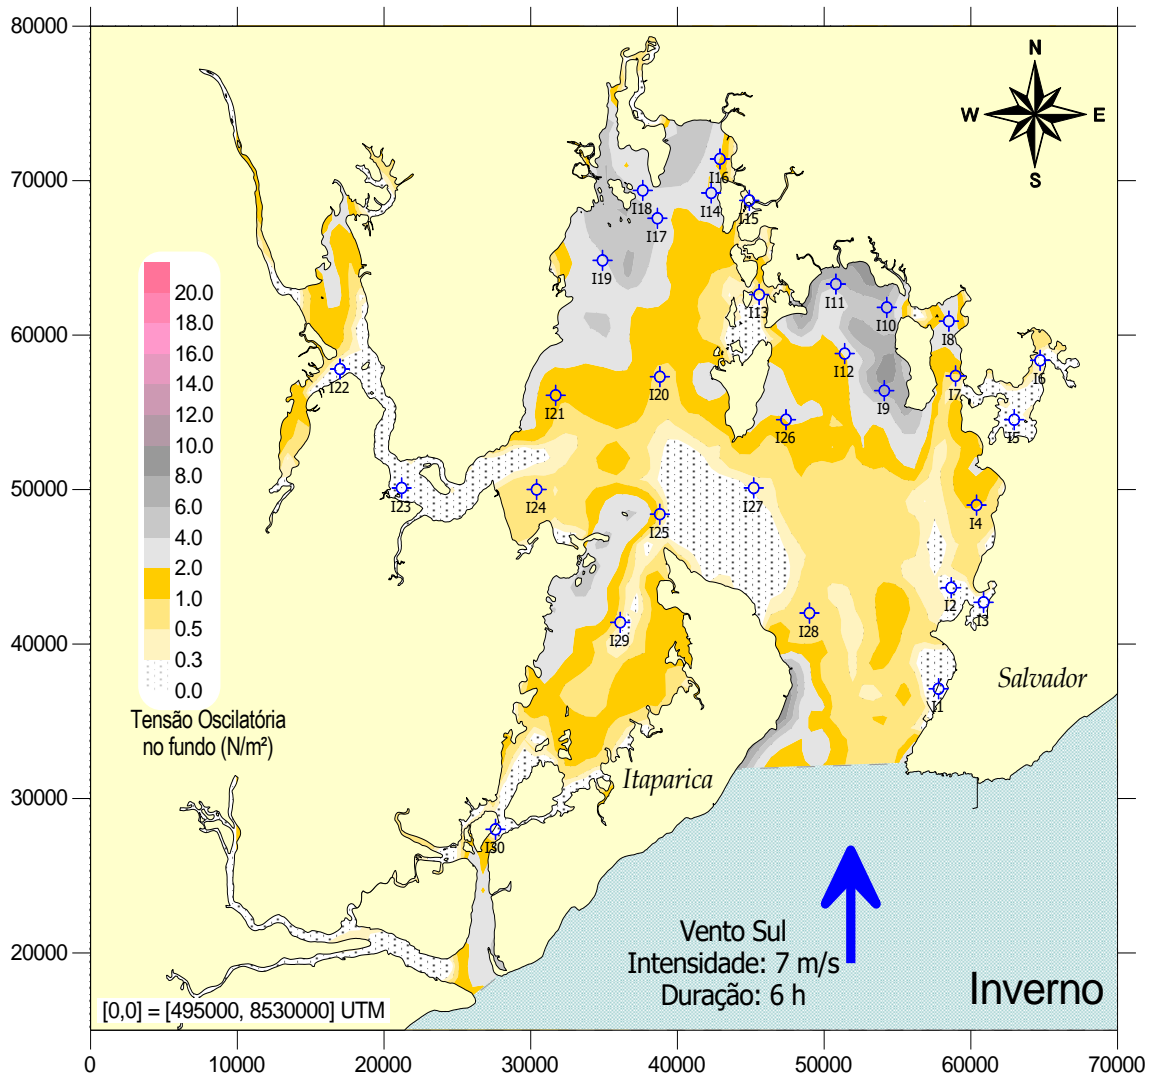 80000
70000
60000
50000
40000
30000
20000
0
10000
20000
30000
40000
50000
60000
70000
N
W
E
S
I16
I18
I14
I15
I17
I19
I11
I13
I10
I8
I12
I6
I22
I20
I7
I9
I21
I26
I5
I23
I24
I27
I25
I4
I2
I3
I28
I29
I1
I30
20.0
18.0
16.0
14.0
12.0
10.0
8.0
6.0
4.0
2.0
1.0
0.5
0.3
0.0
Tensão Oscilatória
no fundo (N/m²)
Salvador
Itaparica
Vento Sul
Intensidade: 7 m/s
Duração: 6 h
Inverno
[0,0] = [495000, 8530000] UTM